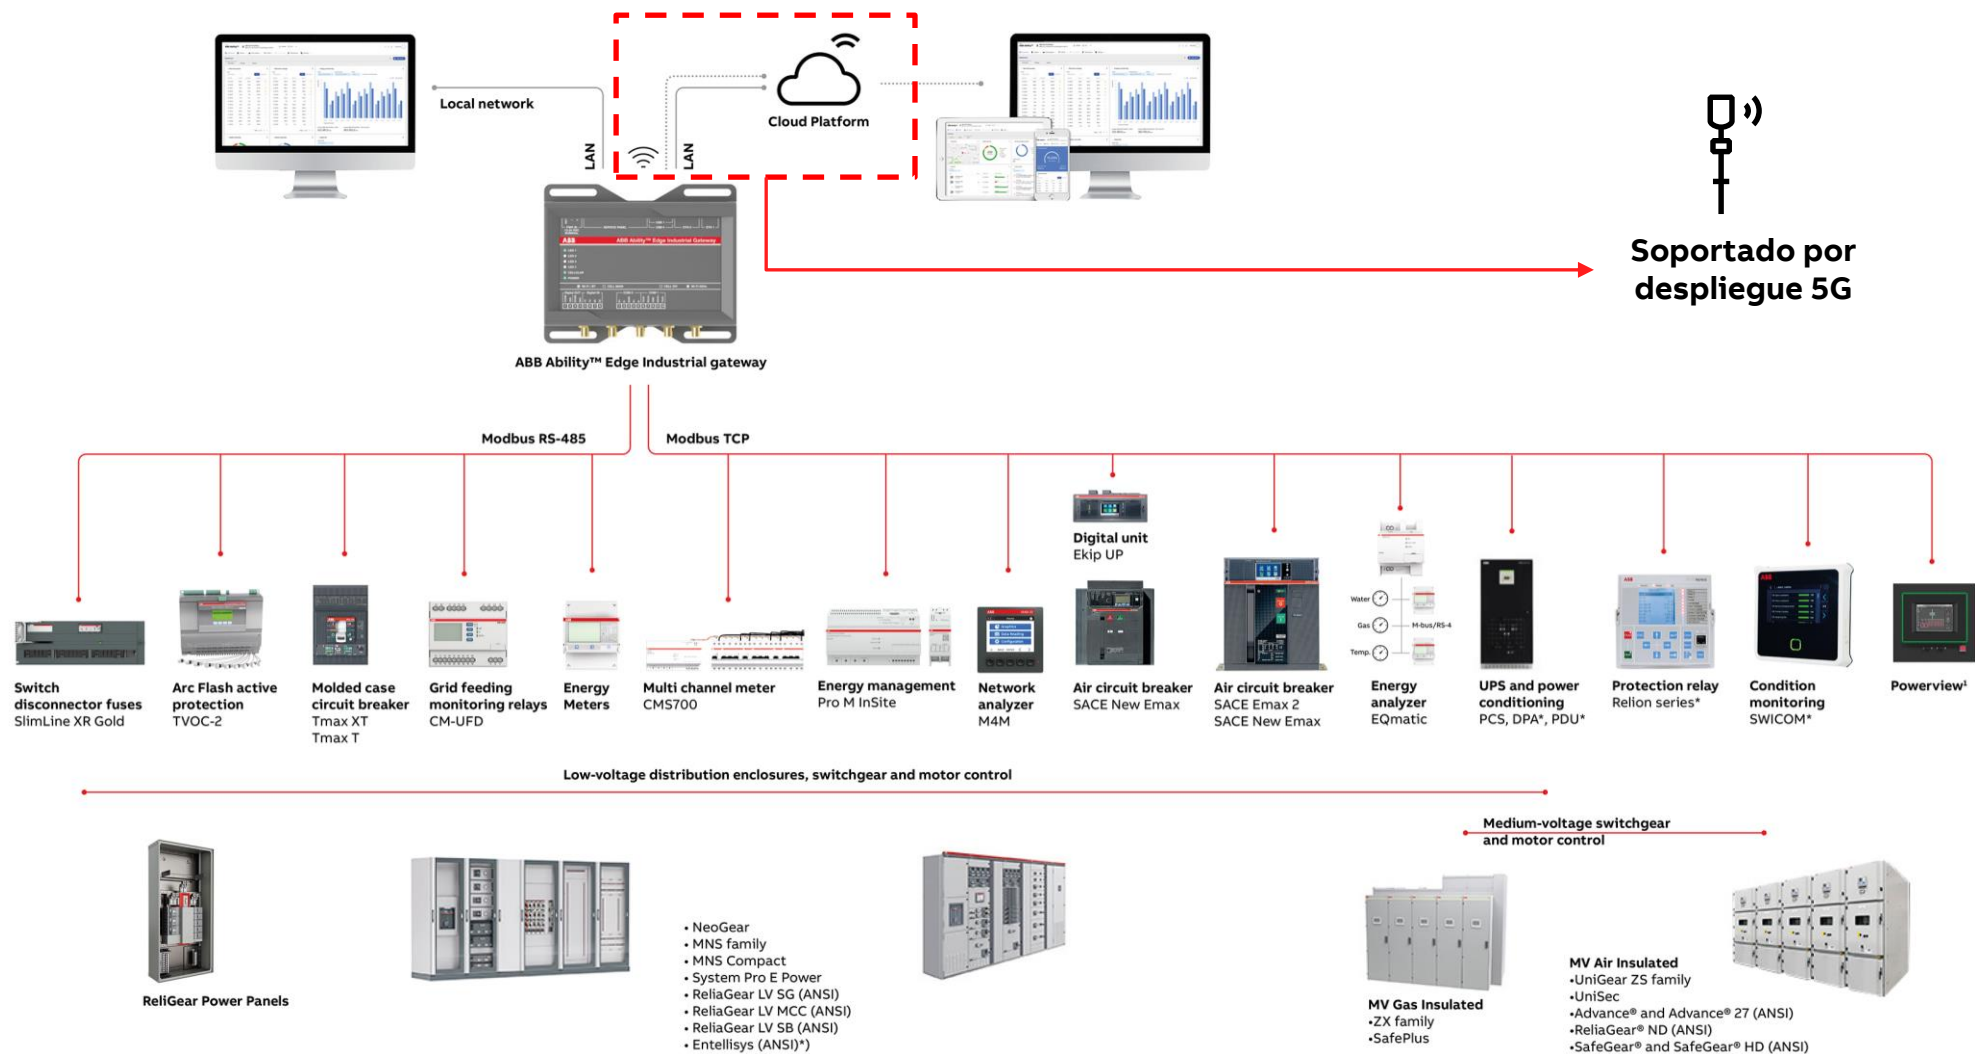 Local network
Cloud Platform
LAN
LAN
Soportado por
despliegue 5G
ABB
ABB Ability™ Edge Industrial Gateway
ABB Ability™ Edge Industrial gateway
Modbus RS-485
Modbus TCP
Digital unit
Ekip UP
Water
Gas
M-bus/RS-4
Temp.
Switch
disconnector fuses
SlimLine XR Gold
Arc Flash active
protection
TVOC-2
Molded case
circuit breaker
Tmax XT
Tmax T
Grid feeding
monitoring relays
CM-UFD
Energy
Meters
Multi channel meter
CMS700
Energy management
Pro M InSite
Network
analyzer
M4M
Air circuit breaker
SACE New Emax
Air circuit breaker
SACE Emax 2
SACE New Emax
Energy
analyzer
EQmatic
UPS and power
conditioning
PCS, DPA*, PDU*
Protection relay
Relion series*
Condition
monitoring
SWICOM*
Powerview¹
Low-voltage distribution enclosures, switchgear and motor control
Medium-voltage switchgear
and motor control
ReliGear Power Panels
• NeoGear
• MNS family
• MNS Compact
• System Pro E Power
• ReliaGear LV SG (ANSI)
• ReliaGear LV MCC (ANSI)
• ReliaGear LV SB (ANSI)
• Entellisys (ANSI)*)
MV Gas Insulated
•ZX family
•SafePlus
MV Air Insulated
•UniGear ZS family
•UniSec
•Advance® and Advance® 27 (ANSI)
•ReliaGear® ND (ANSI)
•SafeGear® and SafeGear® HD (ANSI)